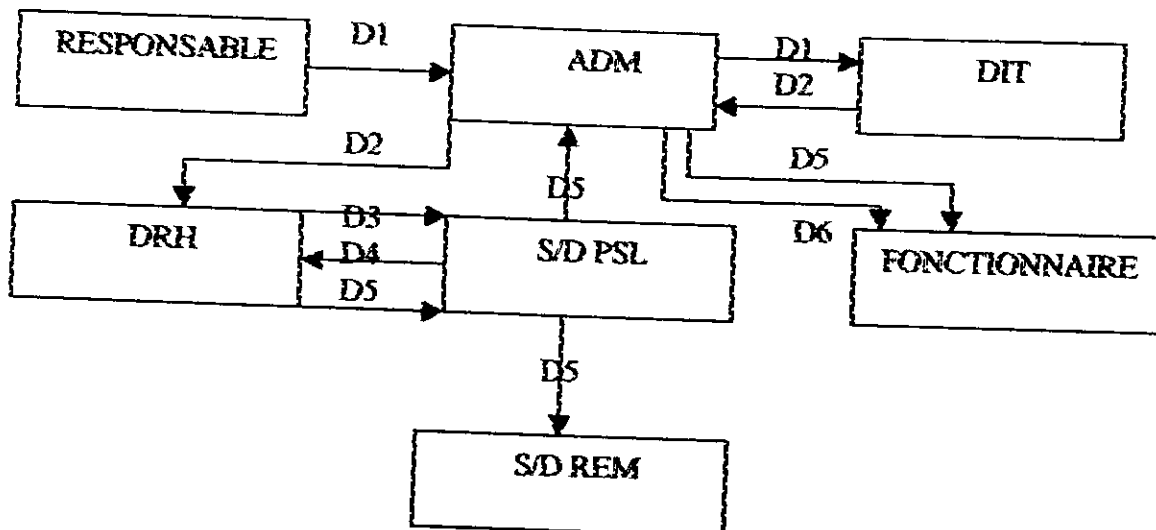 RESPONSABLE
D1
ADM
D1
DIT
D2
D2
D5
D5
DRH
D3
S/D PSL
D6
D4
FONCTIONNAIRE
D5
D5
S/D REM